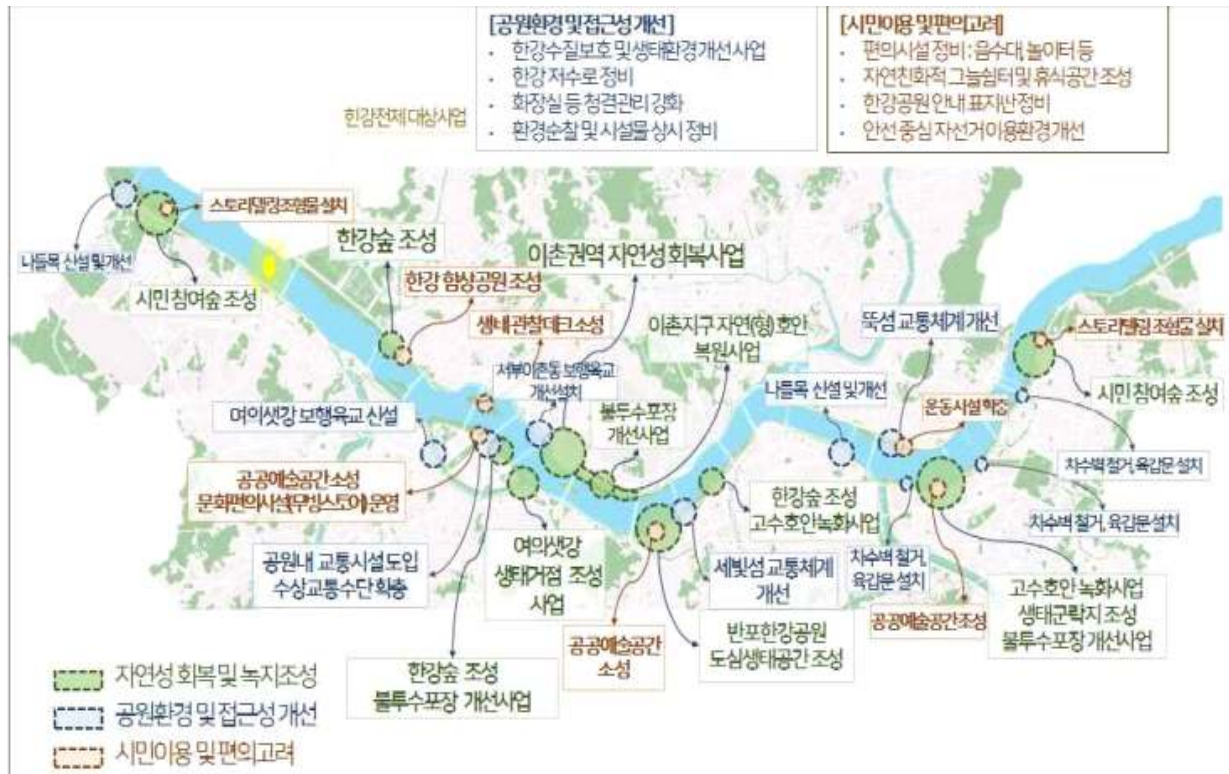 [공원환경 및 접근성 개선]
· 한강수질보호 및 생태환경개선 사업
· 한강 저수로 정비
· 화장실 등 청결관리 강화
· 환경순찰 및 시설물 상시 정비
[시민이용 및 편의고려]
· 편의시설 정비 : 음수대, 놀이터 등
· 자연친화적 그늘쉼터 및 휴식공간 조성
· 한강공원 안내 표지판 정비
· 안전 중심 자전거 이용환경 개선
한강전체 대상사업
스토리텔링 조형물 설치
나들목 신설 및 개선
시민 참여숲 조성
한강숲 조성
한강 함상공원 조성
이촌권역 자연성 회복사업
생태관찰데크 조성
이촌지구 자연(형) 호안
복원사업
뚝섬 교통체계 개선
스토리텔링 조형물 설치
서부이촌동 보행육교
개선설치
나들목 신설 및 개선
시민 참여숲 조성
여의샛강 보행육교 신설
불투수포장
개선사업
운동시설 확충
공공예술공간 조성
문화편의시설(무빙스토어) 운영
차수벽 철거, 육갑문 설치
한강숲 조성
고수호안녹화사업
차수벽 철거, 육갑문 설치
공원내 교통시설 도입
수상교통수단 확충
여의샛강
생태거점 조성
사업
세빛섬 교통체계
개선
차수벽 철거,
육갑문 설치
고수호안 녹화사업
생태군락지 조성
불투수포장 개선사업
공공예술공간조성
공공예술공간
조성
반포한강공원
도심생태공간 조성
한강숲 조성
불투수포장 개선사업
자연성 회복 및 녹지조성
공원환경 및 접근성 개선
시민이용 및 편의고려